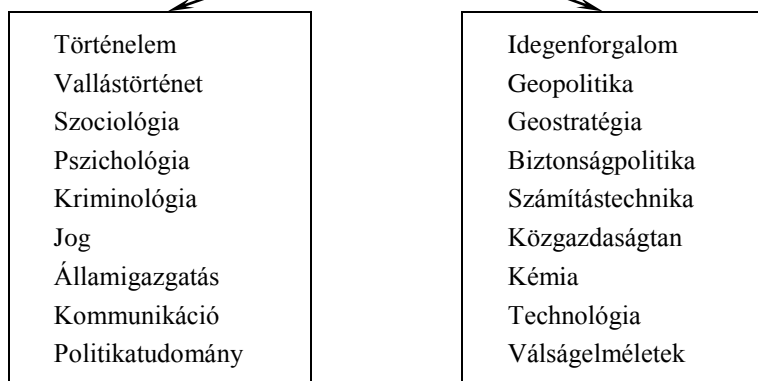 Történelem
Vallástörténet
Szociológia
Pszichológia
Kriminológia
Jog
Államigazgatás
Kommunikáció
Politikatudomány
Idegenforgalom
Geopolitika
Geostratégia
Biztonságpolitika
Számítástechnika
Közgazdaságtan
Kémia
Technológia
Válságelméletek